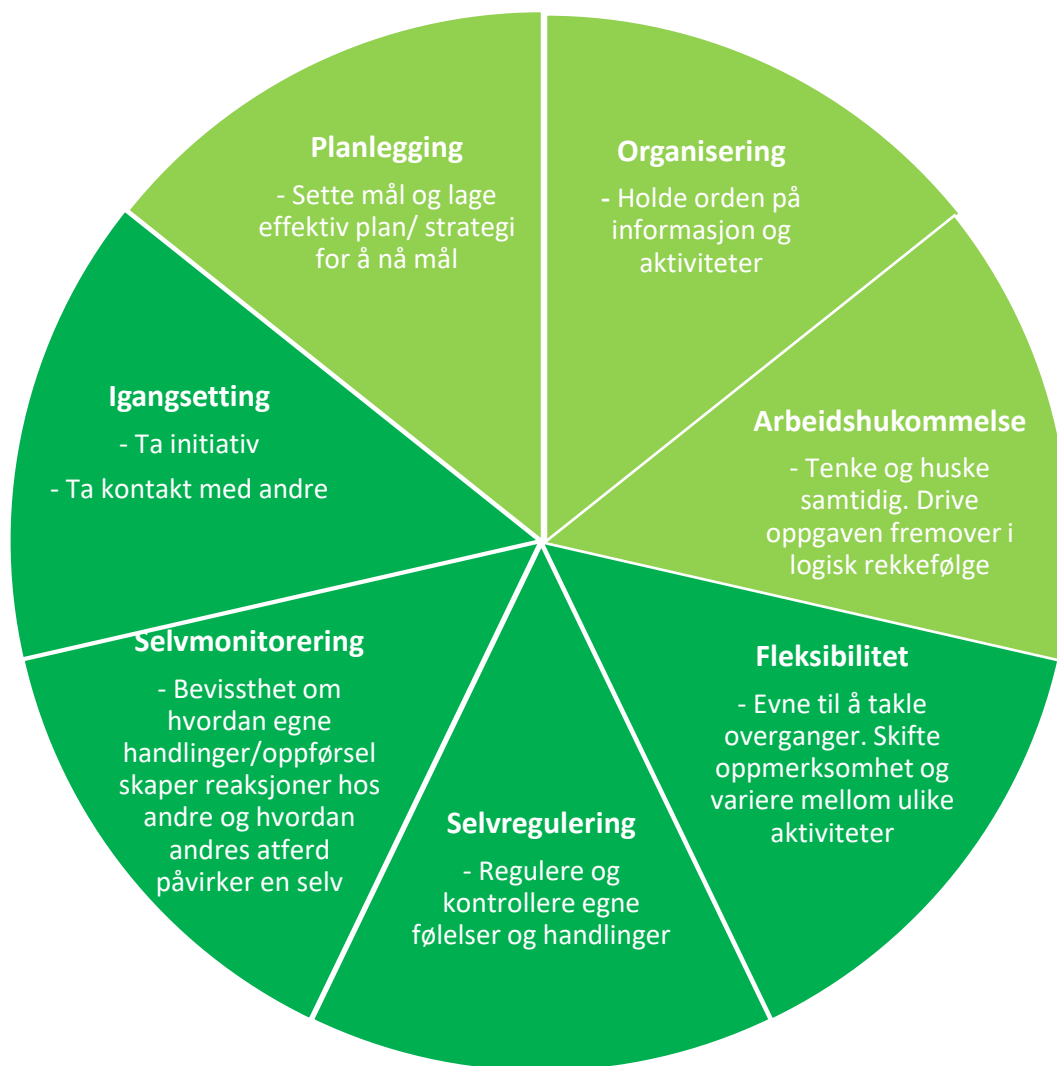 Planlegging
- Sette mål og lage
effektiv plan/ strategi
for å nå mål
Organisering
- Holde orden på
informasjon og
aktiviteter
Arbeidshukommelse
- Tenke og huske
samtidig. Drive
oppgaven fremover i
logisk rekkefølge
Fleksibilitet
- Evne til å takle
overganger. Skifte
oppmerksomhet og
variere mellom ulike
aktiviteter
Selvregulering
- Regulere og
kontrollere egne
følelser og handlinger
Selvmonitorering
- Bevissthet om
hvordan egne
handlinger/oppførsel
skaper reaksjoner hos
andre og hvordan
andres atferd
påvirker en selv
Igangsetting
- Ta initiativ
- Ta kontakt med andre